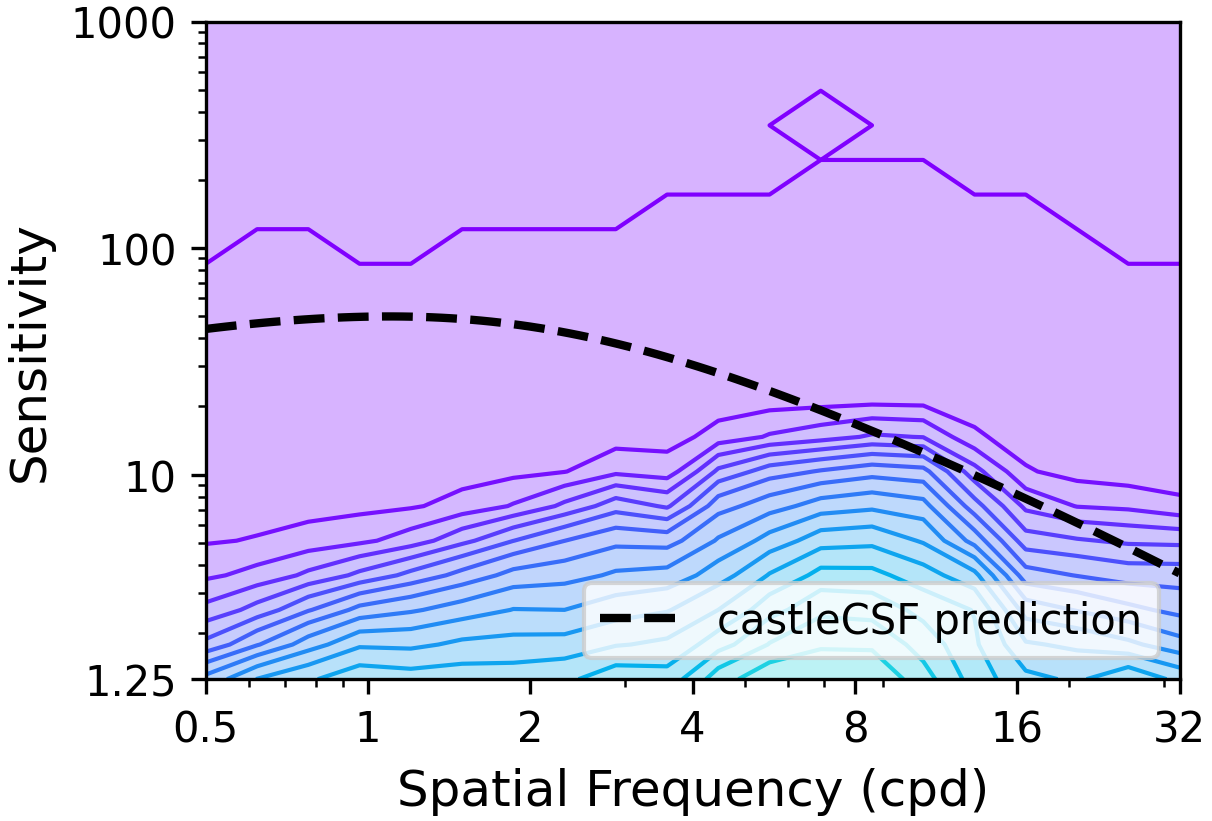 1000
100
10
1.25
Sensitivity
castleCSF prediction
0.5 1 2 4 8 16 32
Spatial Frequency (cpd)